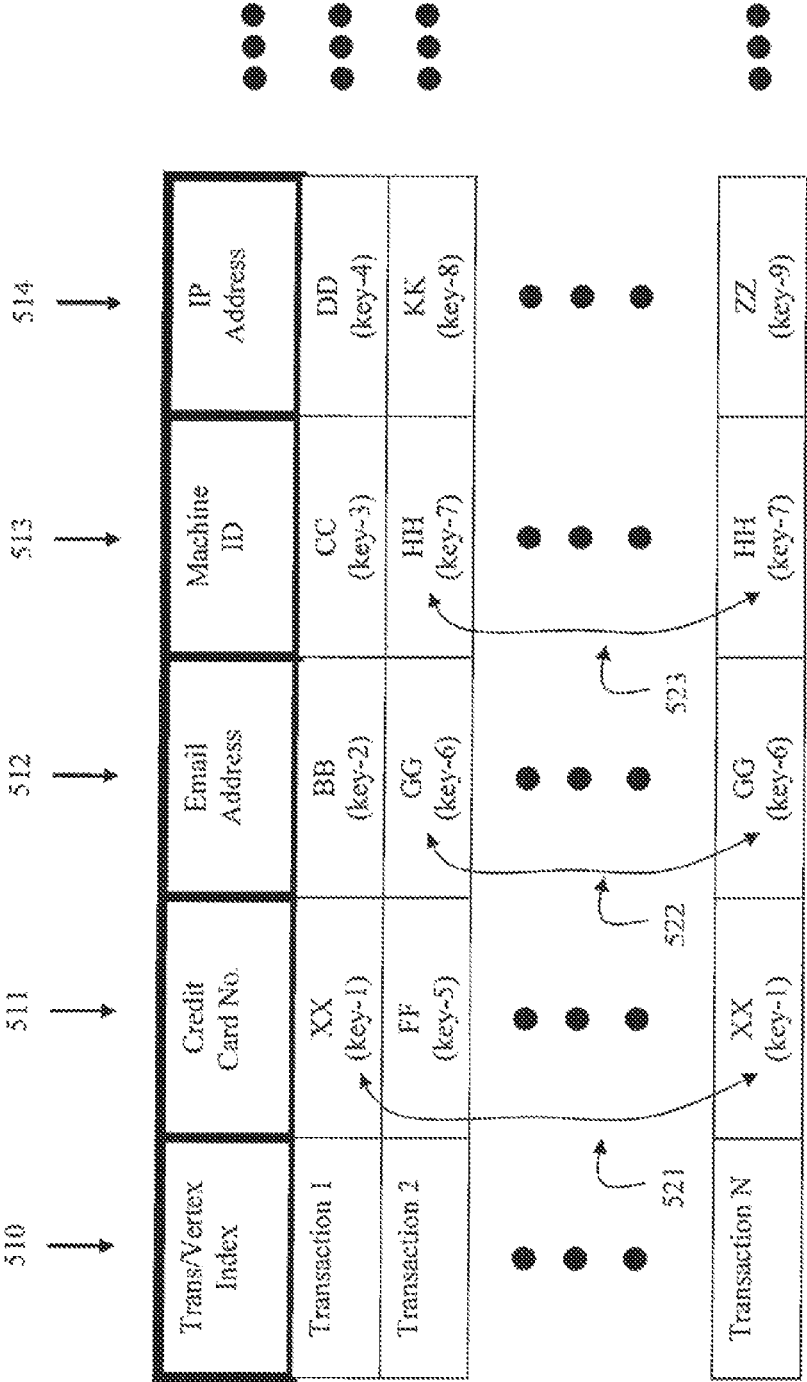 510
511
512
513
514
Trans/Vertex
Index
Credit
Card No.
Email
Address
Machine
ID
IP
Address
Transaction 1
XX
(key-1)
BB
(key-2)
CC
(key-3)
DD
(key-4)
Transaction 2
FF
(key-5)
GG
(key-6)
HH
(key-7)
KK
(key-8)
521
522
523
Transaction N
XX
(key-1)
GG
(key-6)
HH
(key-7)
ZZ
(key-9)